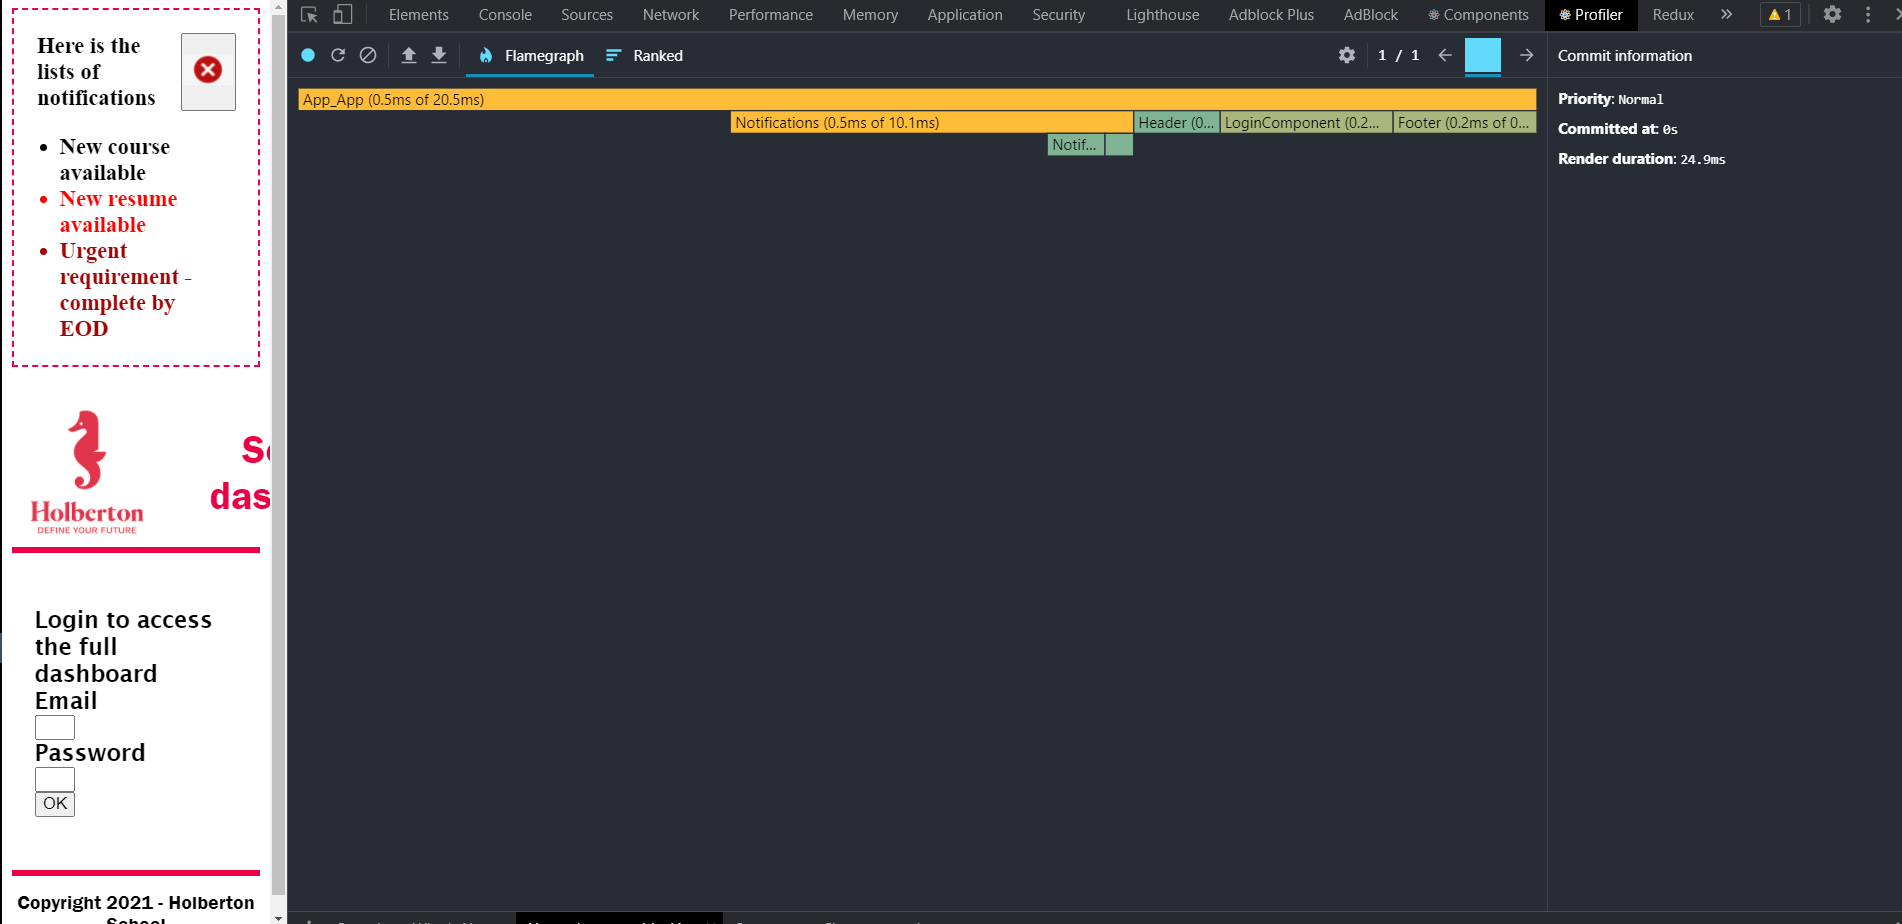 Here is the
lists of
notifications
New course
available
New resume
available
Urgent
requirement -
complete by
EOD
Holberton
DEFINE YOUR FUTURE
das
Login to access
the full
dashboard
Email
Password
OK
Copyright 2021 - Holberton
School
Elements Console Sources Network Performance Memory Application Security Lighthouse Adblock Plus AdBlock Components Profiler Redux 1
Flamegraph Ranked 1 / 1 Commit information
App_App (0.5ms of 20.5ms)
Notifications (0.5ms of 10.1ms) Header (0... LoginComponent (0.2... Footer (0.2ms of 0...
Notif...
Priority: Normal
Committed at: 0s
Render duration: 24.9ms